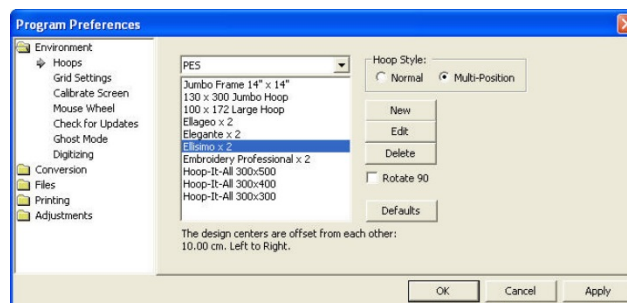 Program Preferences
Environment
Hoops
Grid Settings
Calibrate Screen
Mouse Wheel
Check for Updates
Ghost Mode
Digitizing
Conversion
Files
Printing
Adjustments
PES
Jumbo Frame 14" x 14"
130 x 300 Jumbo Hoop
100 x 172 Large Hoop
Ellageo x 2
Elegante x 2
Ellisimo x 2
Embroidery Professional x 2
Hoop-It-All 300x500
Hoop-It-All 300x400
Hoop-It-All 300x300
The design centers are offset from each other:
10.00 cm. Left to Right.
Hoop Style:
Normal Multi-Position
New
Edit
Delete
Rotate 90
Defaults
OK Cancel Apply